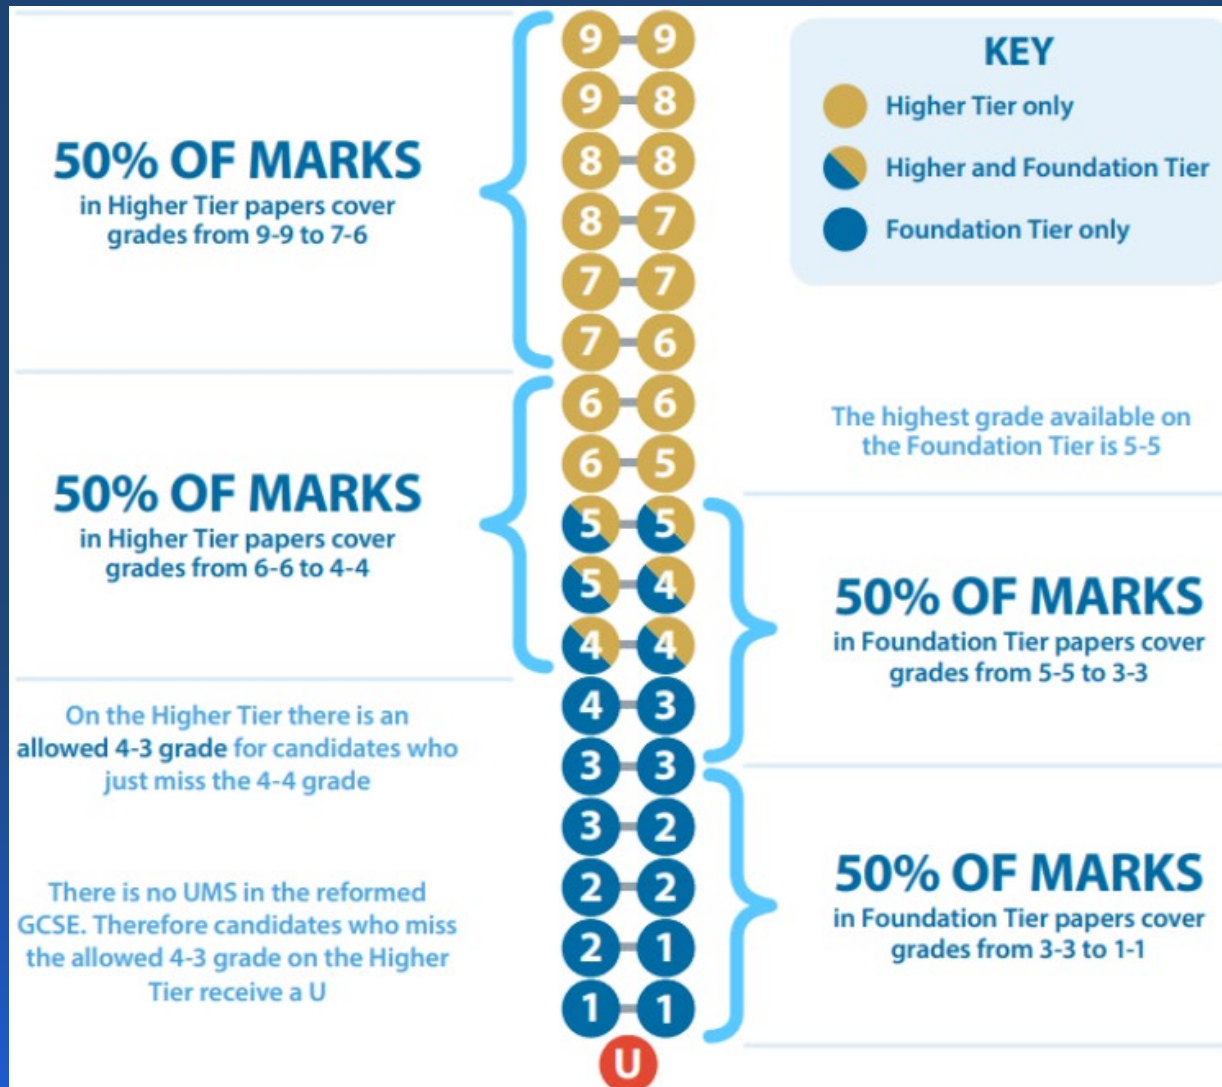 50% OF MARKS
in Higher Tier papers cover
grades from 9-9 to 7-6
50% OF MARKS
in Higher Tier papers cover
grades from 6-6 to 4-4
On the Higher Tier there is an
allowed 4-3 grade for candidates who
just miss the 4-4 grade
There is no UMS in the reformed
GCSE. Therefore candidates who miss
the allowed 4-3 grade on the Higher
Tier receive a U
9-9
9-8
8-8
8-7
7-7
7-6
6-6
6-5
5-5
5-4
4-4
4-3
3-3
3-2
2-2
2-1
1-1
U
KEY
Higher Tier only
Higher and Foundation Tier
Foundation Tier only
The highest grade available on
the Foundation Tier is 5-5
50% OF MARKS
in Foundation Tier papers cover
grades from 5-5 to 3-3
50% OF MARKS
in Foundation Tier papers cover
grades from 3-3 to 1-1